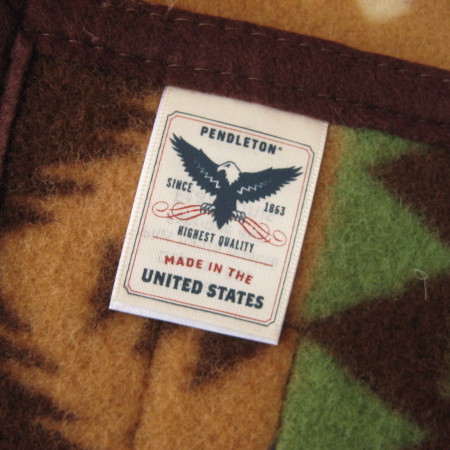 PENDLETON®
SINCE 1863
HIGHEST QUALITY
MADE IN THE
UNITED STATES